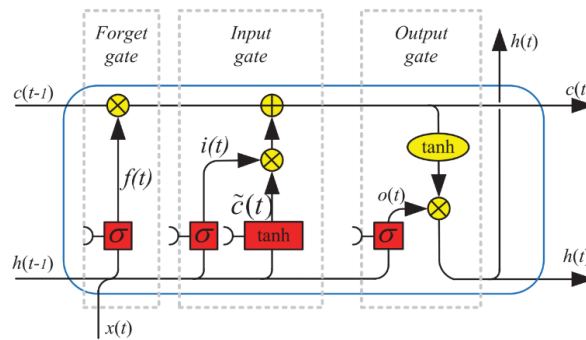 Forget gate
Input gate
Output gate
h(t)
c(t-1)
c(t
tanh
i(t)
f(t)
c̃(t)
o(t)
σ
σ
tanh
σ
h(t-1)
h(t)
x(t)